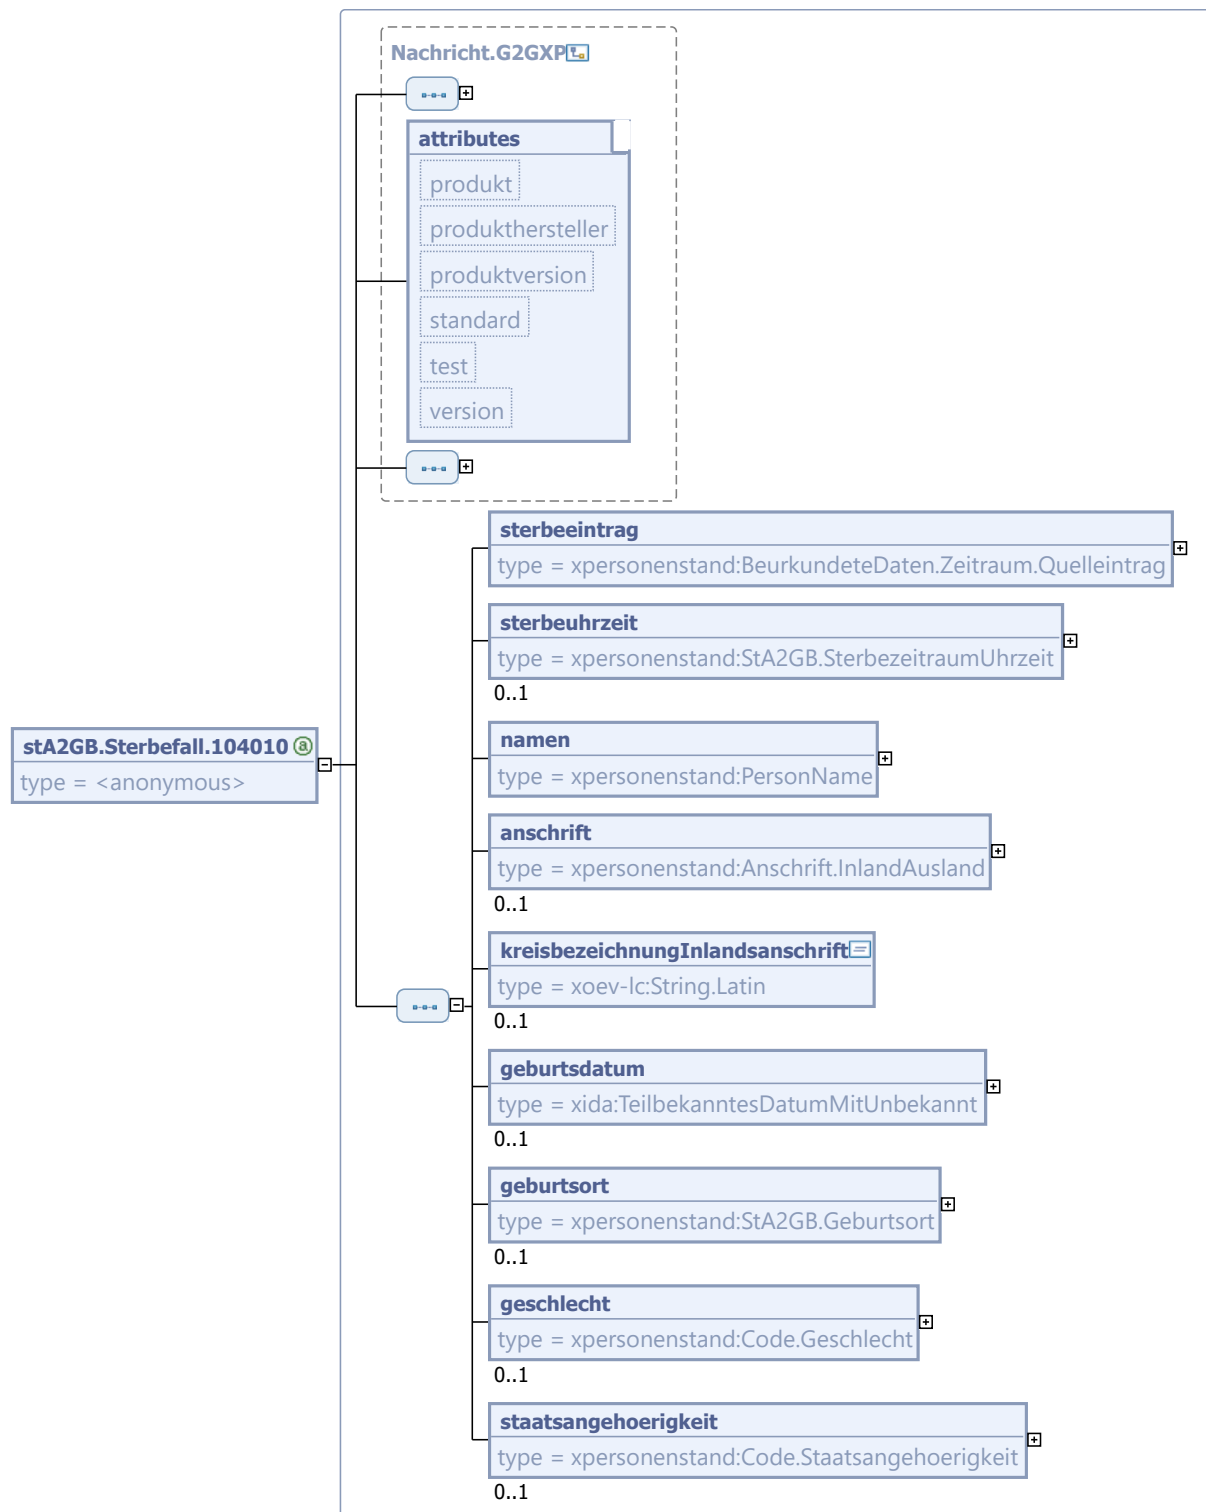 Nachricht.G2GXP
attributes
produkt
produkthersteller
produktversion
standard
test
version
sterbeeintrag
type = xpersonenstand:BeurkundeteDaten.Zeitraum.Quelleintrag
sterbeuhrzeit
type = xpersonenstand:StA2GB.SterbezeitraumUhrzeit
0..1
stA2GB.Sterbefall.104010 a
type = <anonymous>
namen
type = xpersonenstand:PersonName
anschrift
type = xpersonenstand:Anschrift.InlandAusland
0..1
kreisbezeichnungInlandsanschrift
type = xoev-lc:String.Latin
0..1
geburtsdatum
type = xida:TeilbekanntesDatumMitUnbekannt
0..1
geburtsort
type = xpersonenstand:StA2GB.Geburtsort
0..1
geschlecht
type = xpersonenstand:Code.Geschlecht
0..1
staatsangehoerigkeit
type = xpersonenstand:Code.Staatsangehoerigkeit
0..1